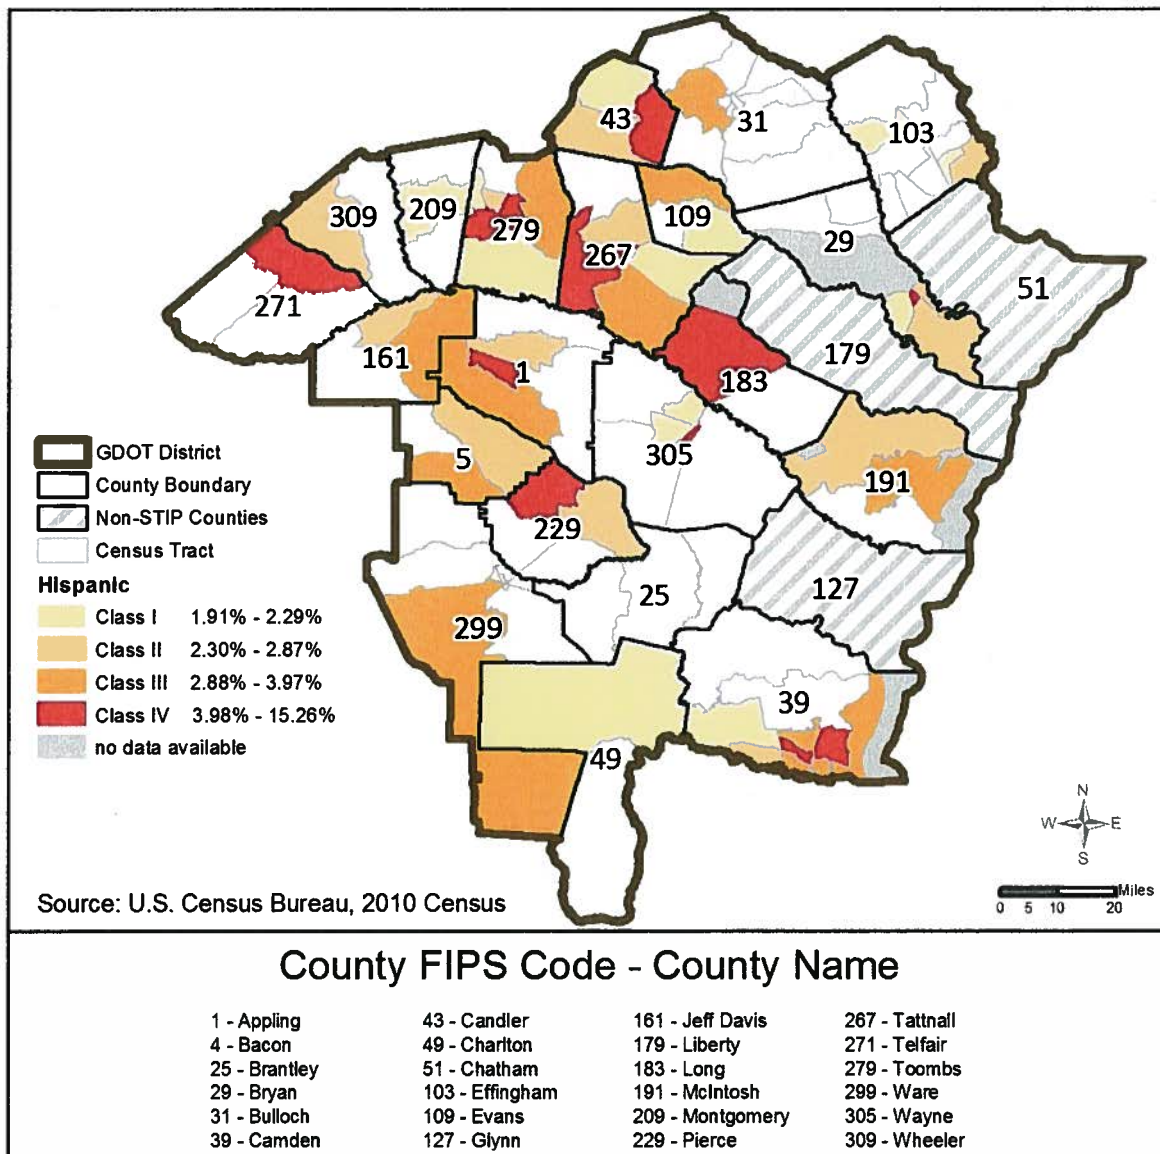 43
31
103
309
209
279
109
29
267
271
51
161
1
183
179
5
305
191
229
127
25
299
39
49
GDOT District
County Boundary
Non-STIP Counties
Census Tract
Hispanic
Class I 1.91% - 2.29%
Class II 2.30% - 2.87%
Class III 2.88% - 3.97%
Class IV 3.98% - 15.26%
no data available
N
W E
S
Miles
0 5 10 20
Source: U.S. Census Bureau, 2010 Census
County FIPS Code - County Name
1 - Appling
4 - Bacon
25 - Brantley
29 - Bryan
31 - Bulloch
39 - Camden
43 - Candler
49 - Charlton
51 - Chatham
103 - Effingham
109 - Evans
127 - Glynn
161 - Jeff Davis
179 - Liberty
183 - Long
191 - McIntosh
209 - Montgomery
229 - Pierce
267 - Tattnall
271 - Telfair
279 - Toombs
299 - Ware
305 - Wayne
309 - Wheeler